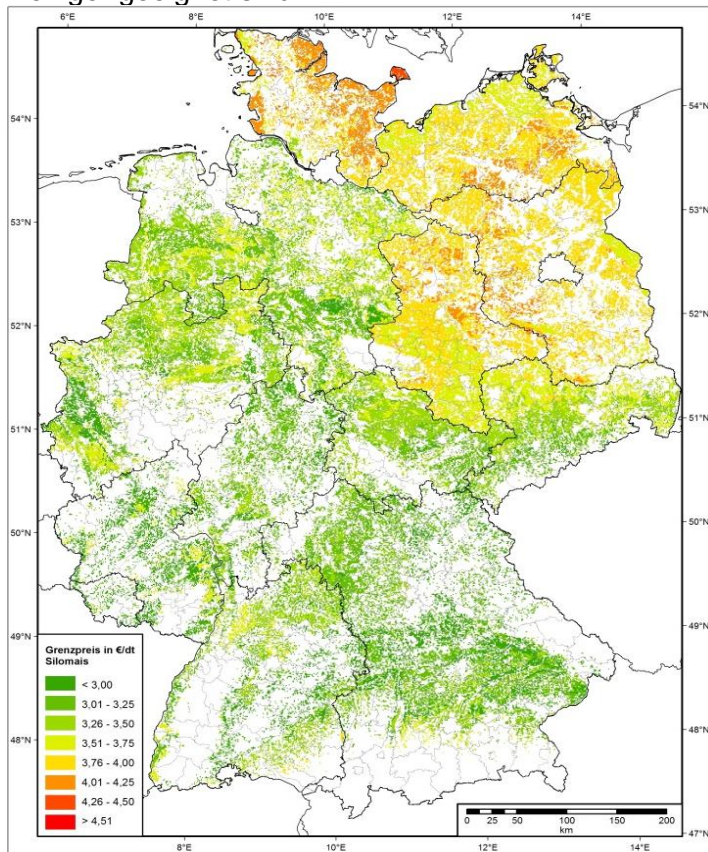 6°E 8°E 10°E 12°E 14°E
54°N 54°N
53°N 53°N
52°N 52°N
51°N 51°N
50°N 50°N
49°N 49°N
48°N 48°N
47°N
Grenzpreis in €/dt
Silomais
< 3,00
3,01 - 3,25
3,26 - 3,50
3,51 - 3,75
3,76 - 4,00
4,01 - 4,25
4,26 - 4,50
> 4,51
0 25 50 100 150 200
km
8°E 10°E 12°E 14°E